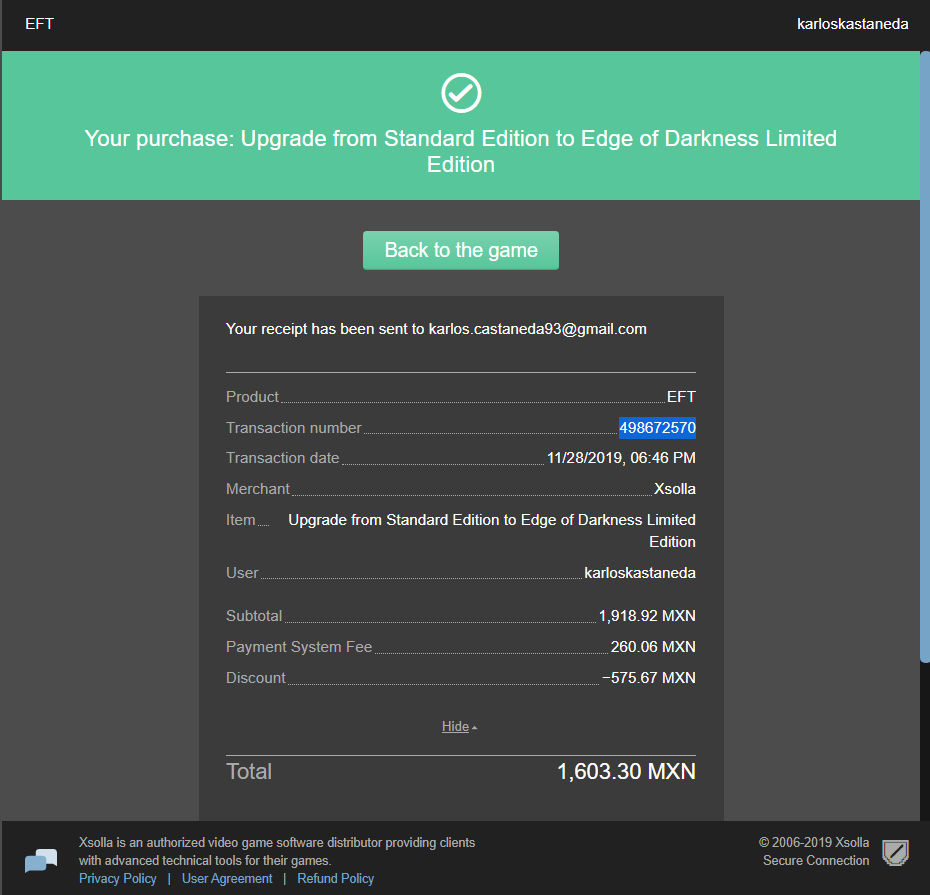 EFT karloskastaneda
Your purchase: Upgrade from Standard Edition to Edge of Darkness Limited
Edition
Back to the game
Your receipt has been sent to karlos.castaneda93@gmail.com
Product EFT
Transaction number 498672570
Transaction date 11/28/2019, 06:46 PM
Merchant Xsolla
Item Upgrade from Standard Edition to Edge of Darkness Limited
Edition
User karloskastaneda
Subtotal 1,918.92 MXN
Payment System Fee 260.06 MXN
Discount −575.67 MXN
Hide
Total 1,603.30 MXN
Xsolla is an authorized video game software distributor providing clients
with advanced technical tools for their games.
Privacy Policy | User Agreement | Refund Policy
© 2006-2019 Xsolla
Secure Connection